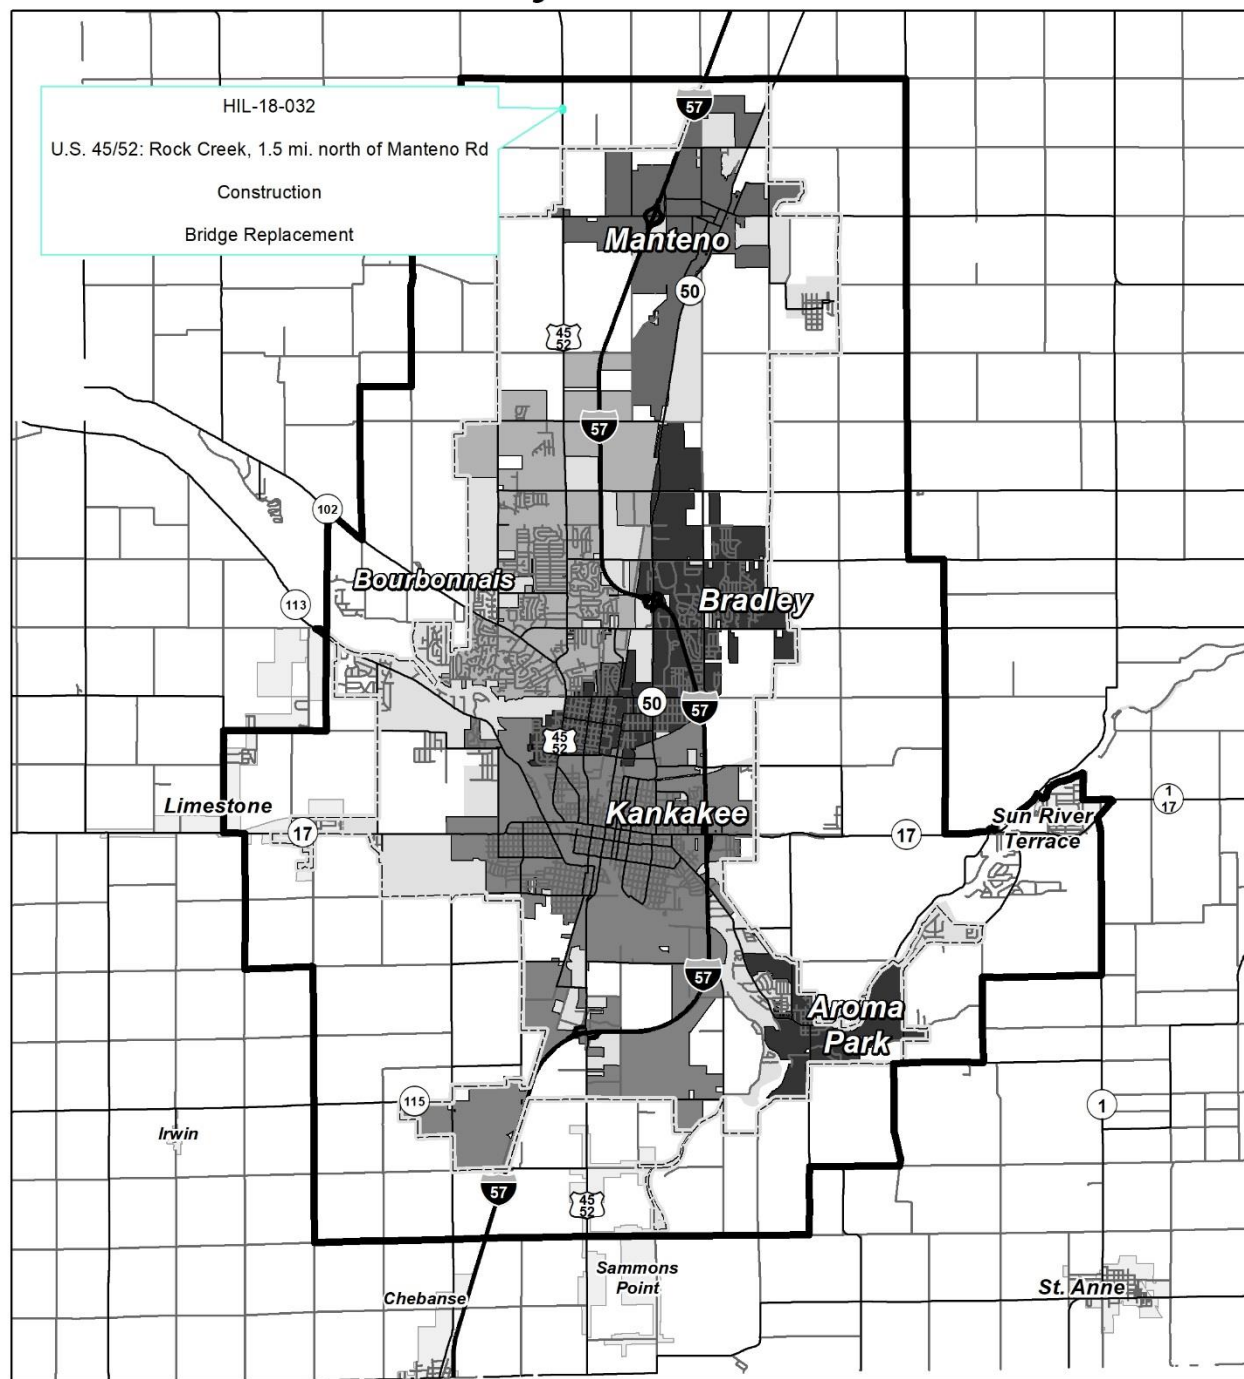 57
HIL-18-032
U.S. 45/52: Rock Creek, 1.5 mi. north of Manteno Rd
Construction
Bridge Replacement
Manteno
50
45
52
57
102
Bourbonnais
Bradley
113
50
57
45
52
Limestone
Kankakee
1
17
17
17
Sun River
Terrace
57
Aroma
Park
115
1
Irwin
57
45
52
Sammons
Point
Chebanse
St. Anne